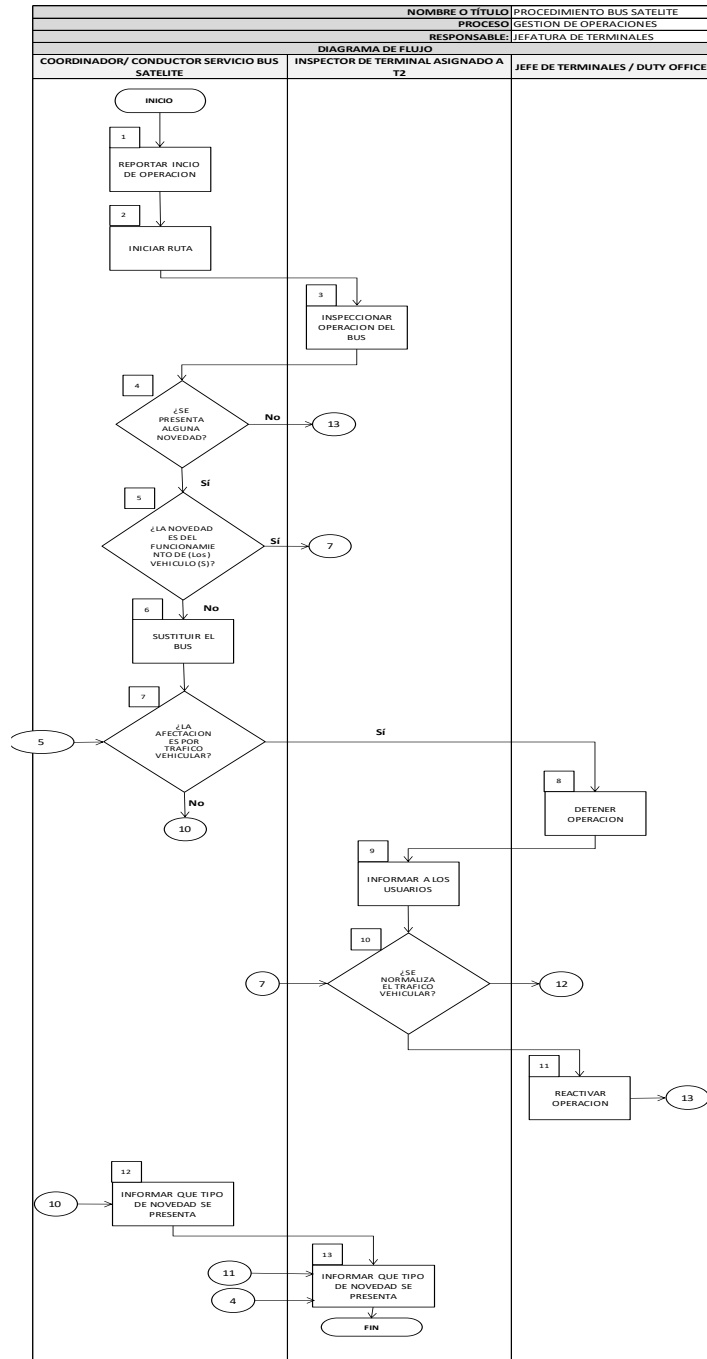 NOMBRE O TÍTULO PROCEDIMIENTO BUS SATELITE
PROCESO GESTION DE OPERACIONES
RESPONSABLE: JEFATURA DE TERMINALES
DIAGRAMA DE FLUJO
COORDINADOR/ CONDUCTOR SERVICIO BUS
SATELITE
INSPECTOR DE TERMINAL ASIGNADO A
T2
JEFE DE TERMINALES / DUTY OFFICE
INICIO
1
REPORTAR INCIO
DE OPERACION
2
INICIAR RUTA
3
INSPECCIONAR
OPERACION DEL
BUS
4
¿SE
PRESENTA
ALGUNA
NOVEDAD?
No
13
Sí
5
¿LA NOVEDAD
ES DEL
FUNCIONAMIE
NTO DE (Los)
VEHICULO (S)?
Sí
7
No
6
SUSTITUIR EL
BUS
7
¿LA
AFECTACION
ES POR
TRAFICO
VEHICULAR?
5
Sí
No
10
8
DETENER
OPERACION
9
INFORMAR A LOS
USUARIOS
10
¿SE
NORMALIZA
EL TRAFICO
VEHICULAR?
7
12
11
REACTIVAR
OPERACION
13
12
10
INFORMAR QUE TIPO
DE NOVEDAD SE
PRESENTA
13
11
4
INFORMAR QUE TIPO
DE NOVEDAD SE
PRESENTA
FIN